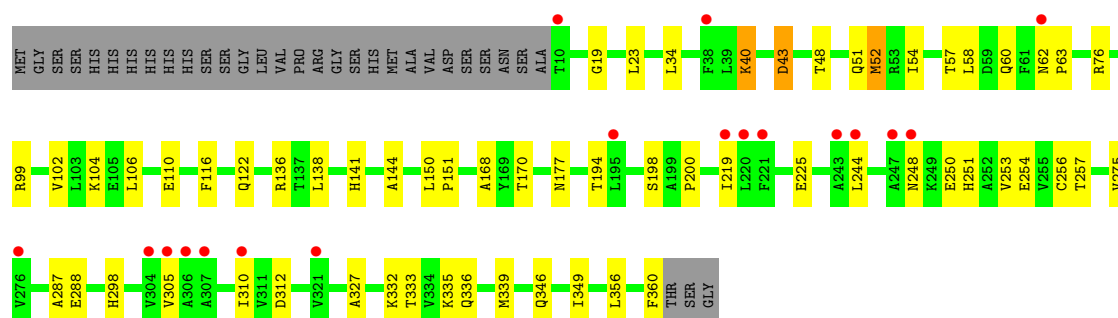 MET GLY SER SER HIS HIS HIS HIS HIS HIS SER SER GLY LEU VAL PRO ARG GLY SER HIS MET ALA VAL ASP SER SER ASN SER ALA T10 G19 L23 L34 F38 L39 K40 D43 T48 Q51 M52 R53 I54 T57 L58 D59 Q60 F61 N62 P63 R76
R99 V102 L103 K104 E105 L106 E110 F116 Q122 R136 T137 L138 H141 A144 L150 P151 A168 Y169 T170 N177 T194 L195 S198 A199 P200 I219 L220 F221 E225 A243 L244 A247 N248 K249 E250 H251 A252 E254 V253 V255 C256 T257
V276 A287 E288 H298 V304 V305 A306 A307 I310 V311 D312 V321 A327 K332 T333 V334 K335 Q336 M339 Q346 I349 L356 F360 THR SER GLY